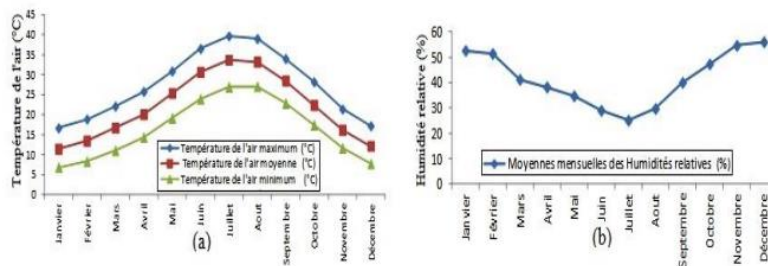 Température de l'air (°C)
45
40
35
30
25
20
15
10
5
0
Température de l'air maximum (°C)
Température de l'air moyenne (°C)
Température de l'air minimum (°C)
Janvier
Février
Mars
Avril
Mai
Juin
Juillet
Aout
Septembre
Octobre
Novembre
Décembre
(a)
Humidité relative (%)
60
50
40
30
20
10
0
Moyennes mensuelles des Humidités relatives (%)
Janvier
Février
Mars
Avril
Mai
Juin
Juillet
Aout
Septembre
Octobre
Novembre
Décembre
(b)